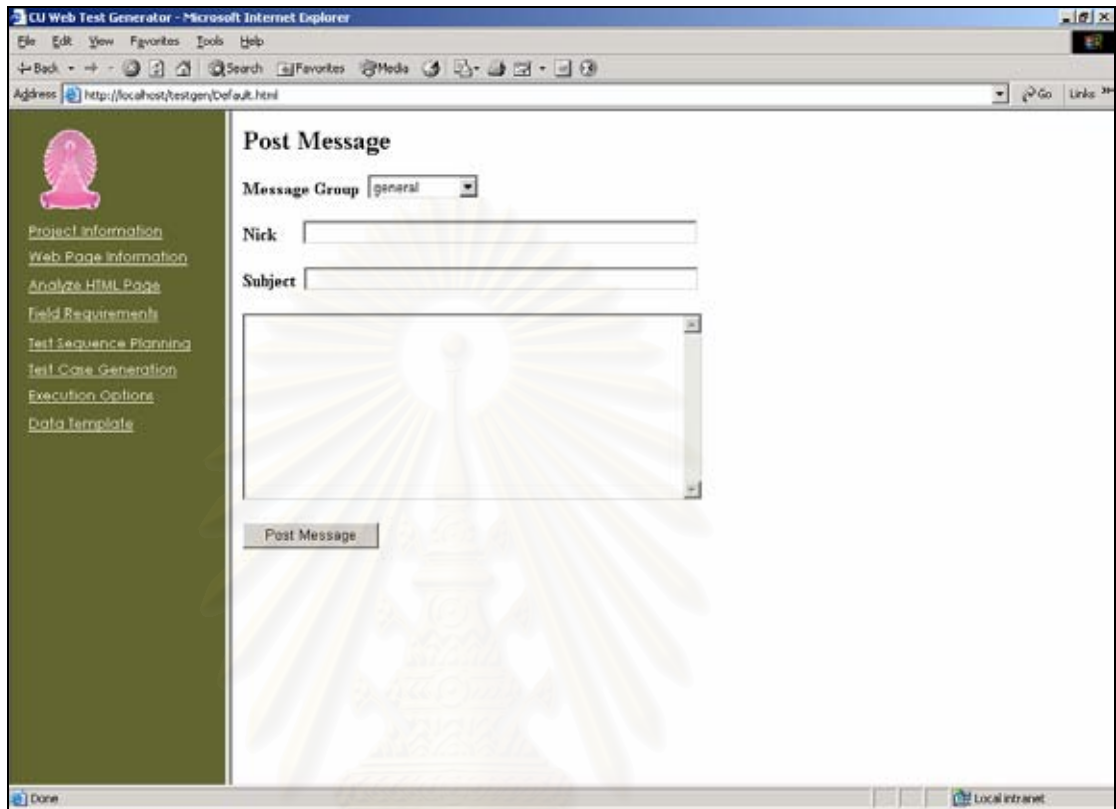 CU Web Test Generator - Microsoft Internet Explorer
File Edit View Favorites Tools Help
Back Search Favorites Media
Address http://localhost/testgen/Default.html Go Links
Post Message
Message Group general
Nick
Subject
Post Message
Project Information
Web Page Information
Analyze HTML Page
Field Requirements
Test Sequence Planning
Test Case Generation
Execution Options
Data Template
Done Local intranet